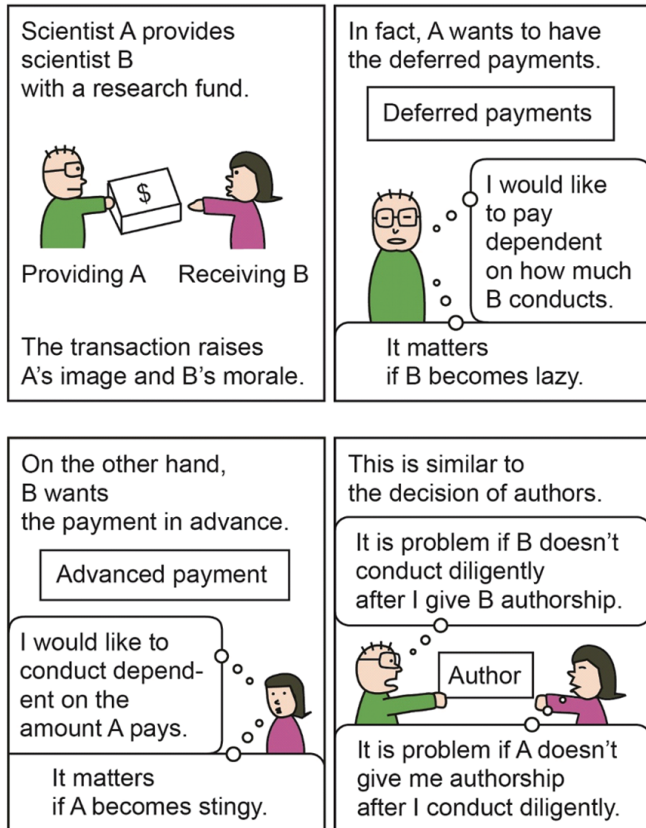 Scientist A provides
scientist B
with a research fund.
$
Providing A
Receiving B
The transaction raises
A's image and B's morale.
In fact, A wants to have
the deferred payments.
Deferred payments
I would like
to pay
dependent
on how much
B conducts.
It matters
if B becomes lazy.
On the other hand,
B wants
the payment in advance.
Advanced payment
I would like to
conduct depend-
ent on the
amount A pays.
It matters
if A becomes stingy.
This is similar to
the decision of authors.
It is problem if B doesn't
conduct diligently
after I give B authorship.
Author
It is problem if A doesn't
give me authorship
after I conduct diligently.